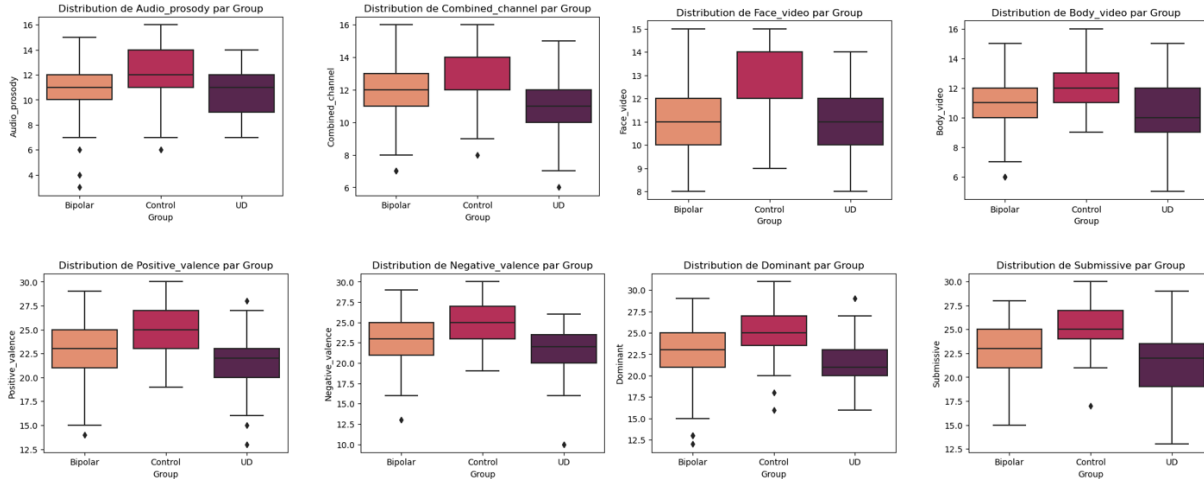 Distribution de Audio_prosody par Group
Audio_prosody
16
14
12
10
8
6
4
Bipolar Control UD
Group
Distribution de Combined_channel par Group
Combined_channel
16
14
12
10
8
6
Bipolar Control UD
Group
Distribution de Face_video par Group
Face_video
15
14
13
12
11
10
9
8
Bipolar Control UD
Group
Distribution de Body_video par Group
Body_video
16
14
12
10
8
6
Bipolar Control UD
Group
Distribution de Positive_valence par Group
Positive_valence
30.0
27.5
25.0
22.5
20.0
17.5
15.0
12.5
Bipolar Control UD
Group
Distribution de Negative_valence par Group
Negative_valence
30.0
27.5
25.0
22.5
20.0
17.5
15.0
12.5
10.0
Bipolar Control UD
Group
Distribution de Dominant par Group
Dominant
30.0
27.5
25.0
22.5
20.0
17.5
15.0
12.5
Bipolar Control UD
Group
Distribution de Submissive par Group
Submissive
30.0
27.5
25.0
22.5
20.0
17.5
15.0
12.5
Bipolar Control UD
Group